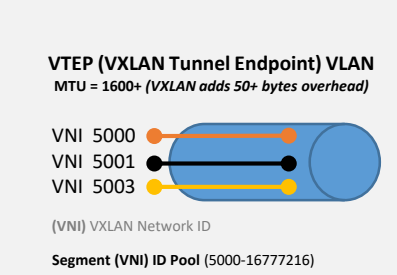 VTEP (VXLAN Tunnel Endpoint) VLAN
MTU = 1600+ (VXLAN adds 50+ bytes overhead)
VNI 5000
VNI 5001
VNI 5003
(VNI) VXLAN Network ID
Segment (VNI) ID Pool (5000-16777216)